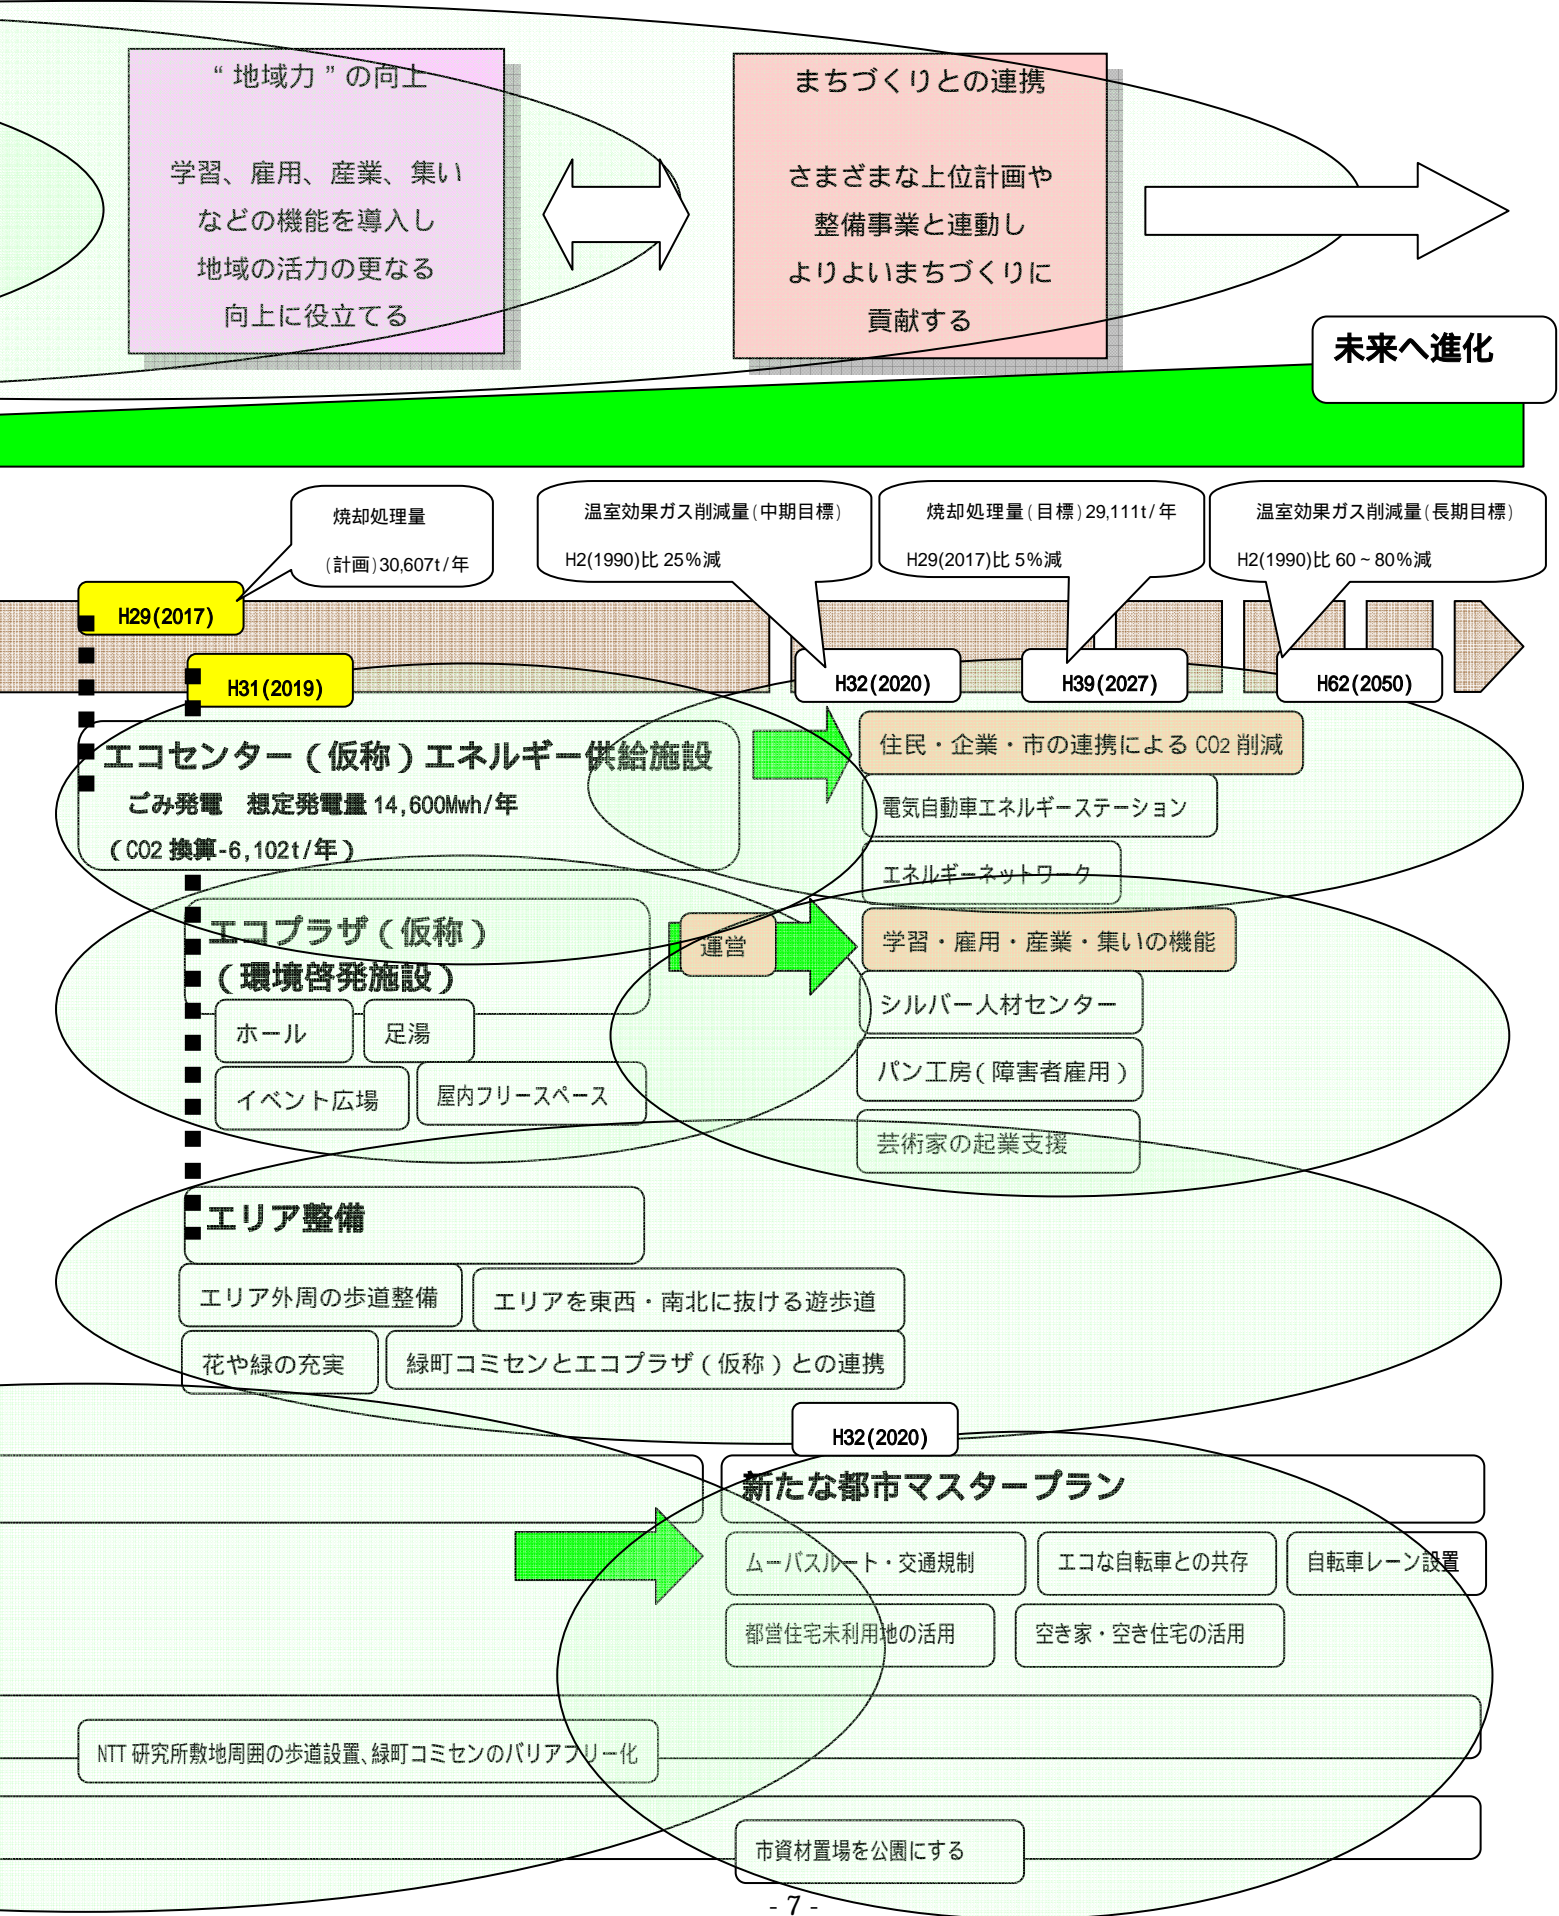 “地域力”の向上
学習、雇用、産業、集い
などの機能を導入し
地域の活力の更なる
向上に役立てる
まちづくりとの連携
さまざまな上位計画や
整備事業と連動し
よりよいまちづくりに
貢献する
未来へ進化
焼却処理量
(計画)30,607t/年
温室効果ガス削減量(中期目標)
H2(1990)比 25%減
焼却処理量(目標)29,111t/年
H29(2017)比 5%減
温室効果ガス削減量(長期目標)
H2(1990)比 60~80%減
H29(2017)
H31(2019)
H32(2020)
H39(2027)
H62(2050)
エコセンター(仮称)エネルギー供給施設
ごみ発電 想定発電量 14,600Mwh/年
(CO2 換算-6,102t/年)
住民・企業・市の連携による CO2 削減
電気自動車エネルギーステーション
エネルギーネットワーク
エコプラザ(仮称)
(環境啓発施設)
運営
学習・雇用・産業・集いの機能
ホール
足湯
シルバー人材センター
イベント広場
屋内フリースペース
パン工房(障害者雇用)
芸術家の起業支援
エリア整備
エリア外周の歩道整備
エリアを東西・南北に抜ける遊歩道
花や緑の充実
緑町コミセンとエコプラザ(仮称)との連携
H32(2020)
新たな都市マスタープラン
ムーバスルート・交通規制
エコな自転車との共存
自転車レーン設置
都営住宅未利用地の活用
空き家・空き住宅の活用
NTT 研究所敷地周囲の歩道設置、緑町コミセンのバリアフリー化
市資材置場を公園にする
- 7 -